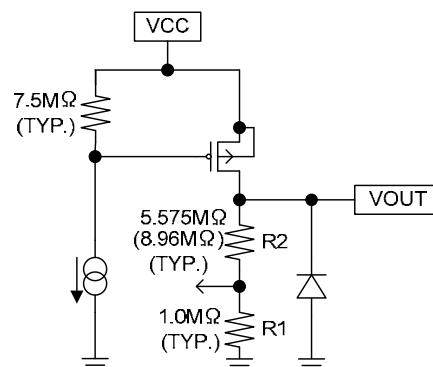 VCC
7.5MΩ
(TYP.)
VOUT
5.575MΩ
(8.96MΩ)
(TYP.)
R2
1.0MΩ
(TYP.)
R1